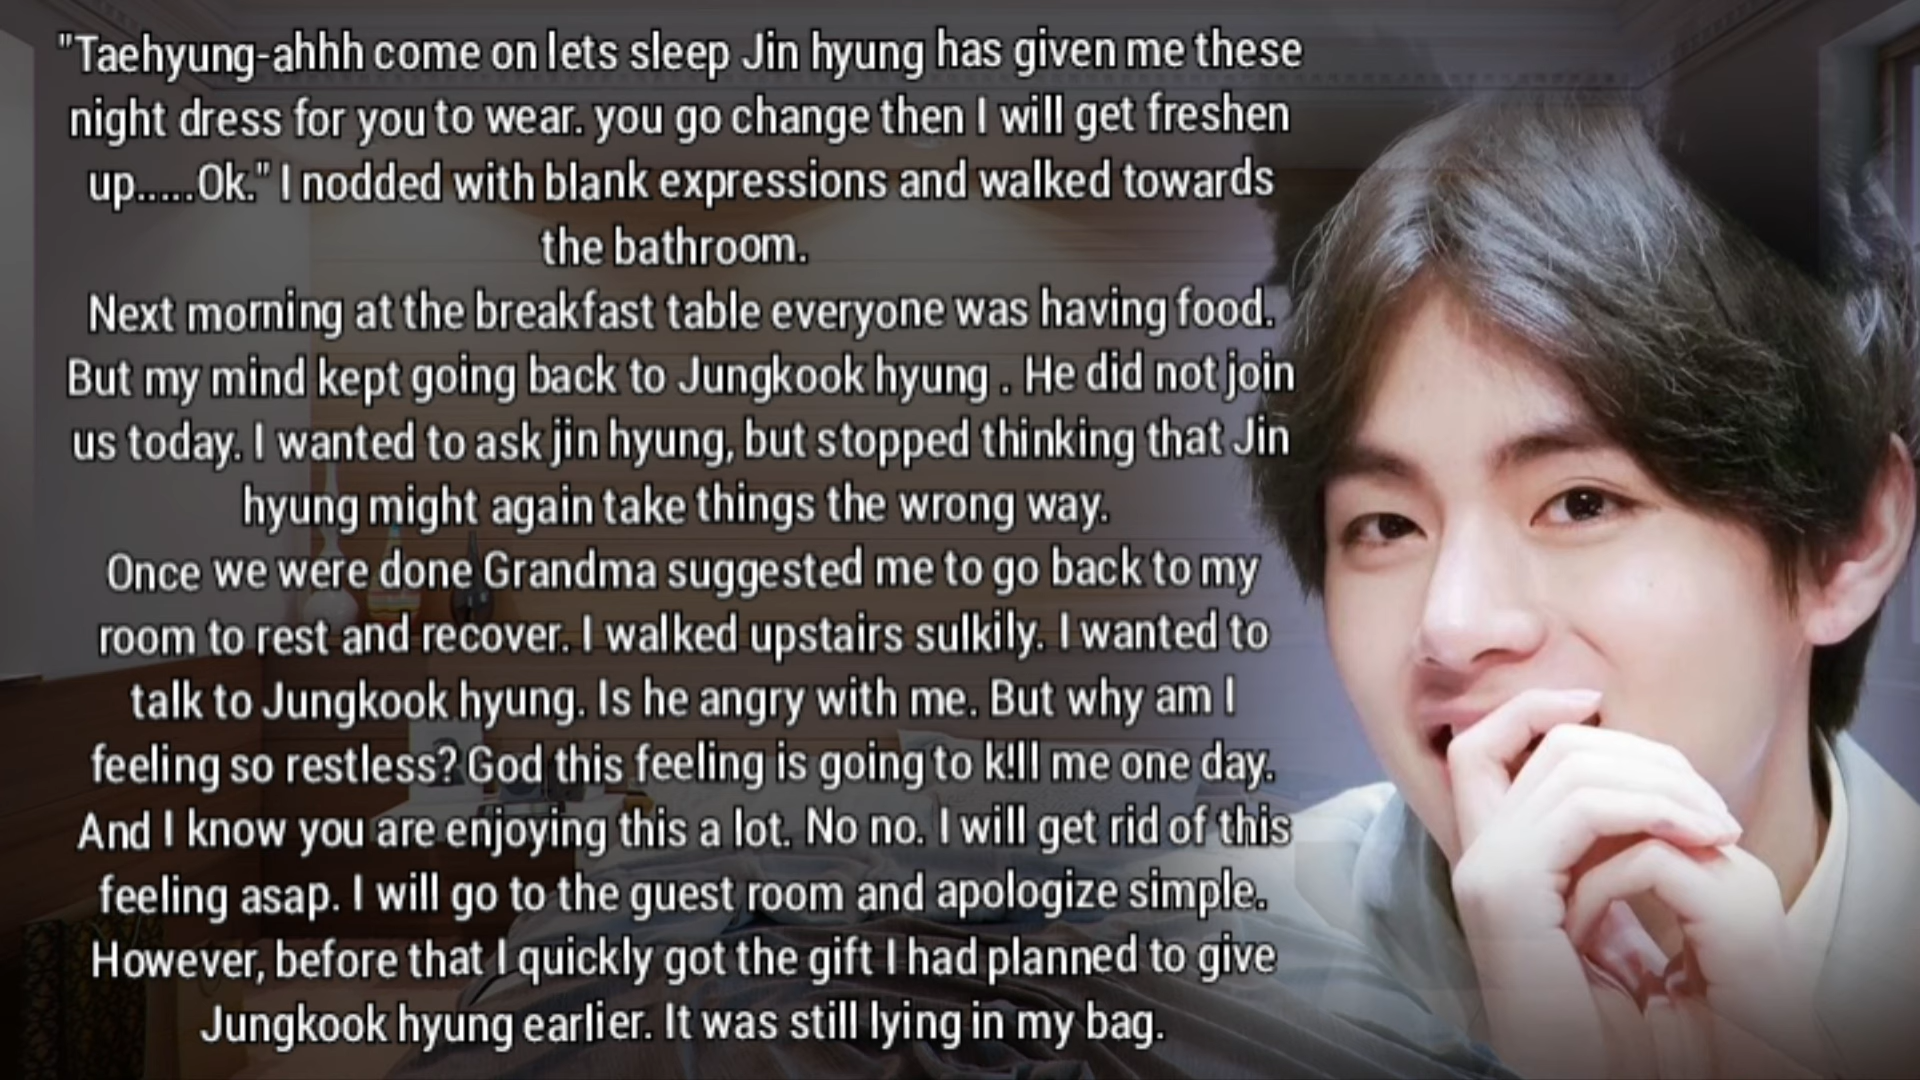 "Taehyung-ahhh come on lets sleep Jin hyung has given me these
night dress for you to wear. you go change then I will get freshen
up.....Ok." I nodded with blank expressions and walked towards
the bathroom.
Next morning at the breakfast table everyone was having food.
But my mind kept going back to Jungkook hyung . He did not join
us today. I wanted to ask jin hyung, but stopped thinking that Jin
hyung might again take things the wrong way.
Once we were done Grandma suggested me to go back to my
room to rest and recover. I walked upstairs sulkily. I wanted to
talk to Jungkook hyung. Is he angry with me. But why am I
feeling so restless? God this feeling is going to k!ll me one day.
And I know you are enjoying this a lot. No no. I will get rid of this
feeling asap. I will go to the guest room and apologize simple.
However, before that I quickly got the gift I had planned to give
Jungkook hyung earlier. It was still lying in my bag.